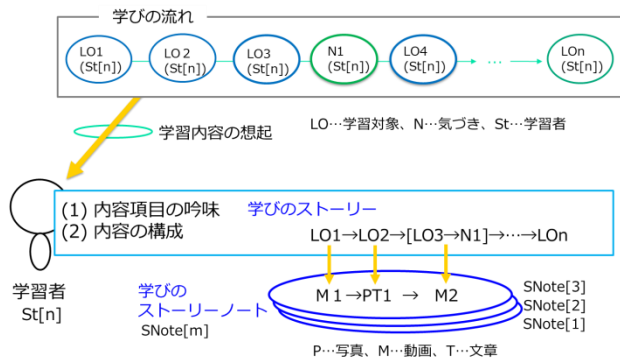 学びの流れ
LO1
(St[n])
LO 2
(St[n])
LO3
(St[n])
N1
(St[n])
LO4
(St[n])
…
LOn
(St[n])
学習内容の想起
LO…学習対象、N…気づき、St…学習者
(1) 内容項目の吟味
学びのストーリー
(2) 内容の構成
LO1→LO2→[LO3→N1]→…→LOn
学習者
St[n]
学びの
ストーリーノート
SNote[m]
M 1→PT1 → M2
SNote[3]
SNote[2]
SNote[1]
P…写真、M…動画、T…文章